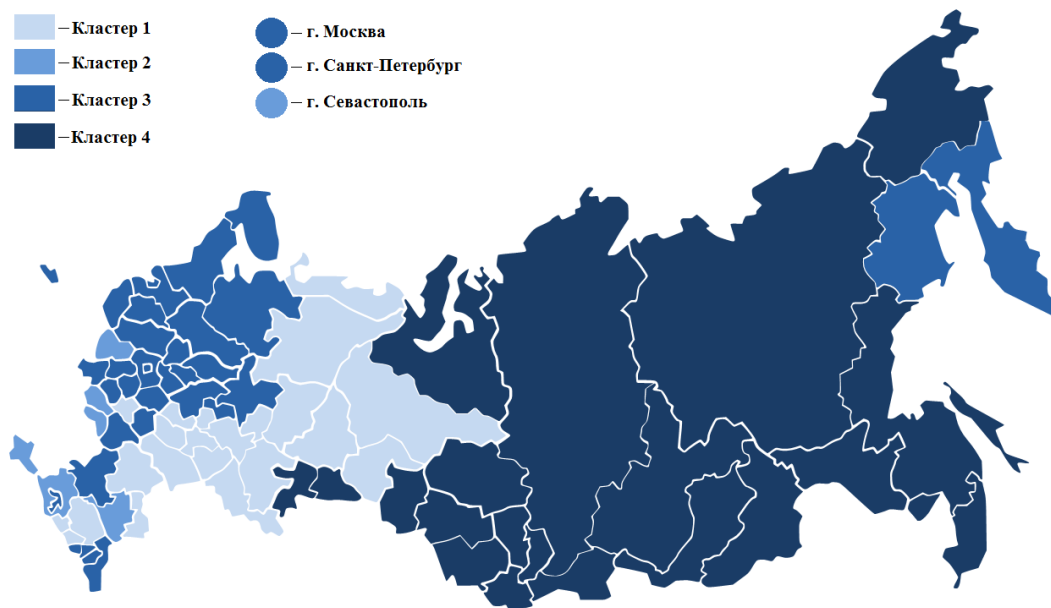 Кластер 1
Кластер 2
Кластер 3
Кластер 4
г. Москва
г. Санкт-Петербург
г. Севастополь